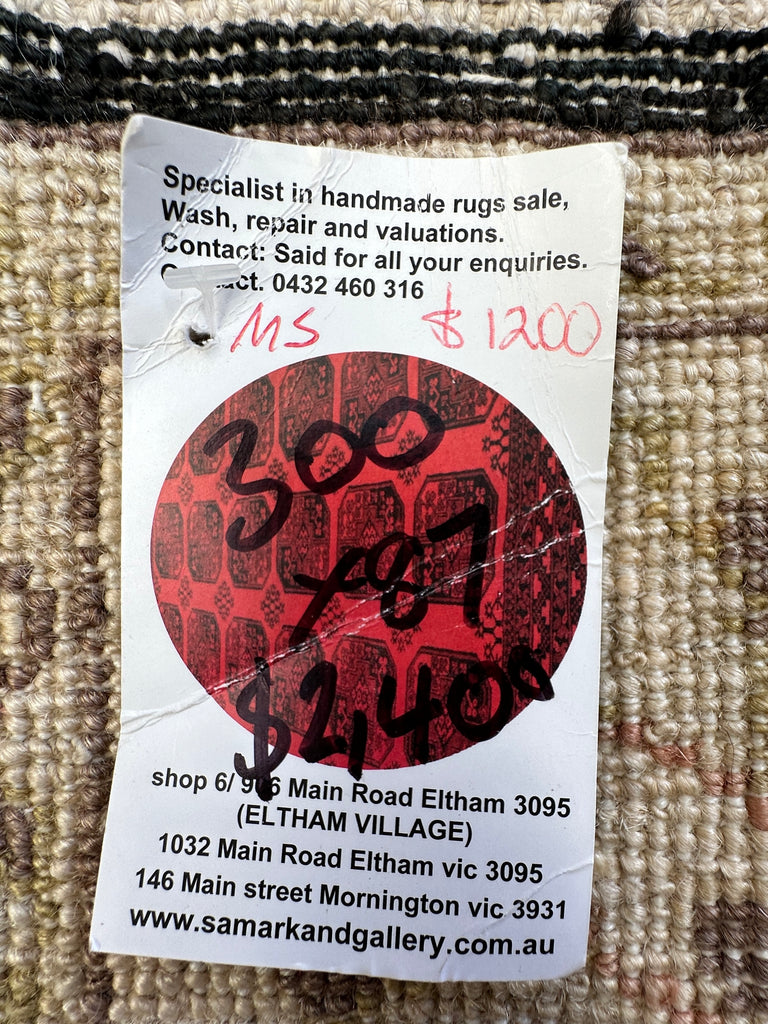 Specialist in handmade rugs sale,
Wash, repair and valuations.
Contact: Said for all your enquiries.
0432 460 316
MS $1200
300
x87
$2,400
shop 6/ Main Road Eltham 3095
(ELTHAM VILLAGE)
1032 Main Road Eltham vic 3095
146 Main street Mornington vic 3931
www.samarkandgallery.com.au